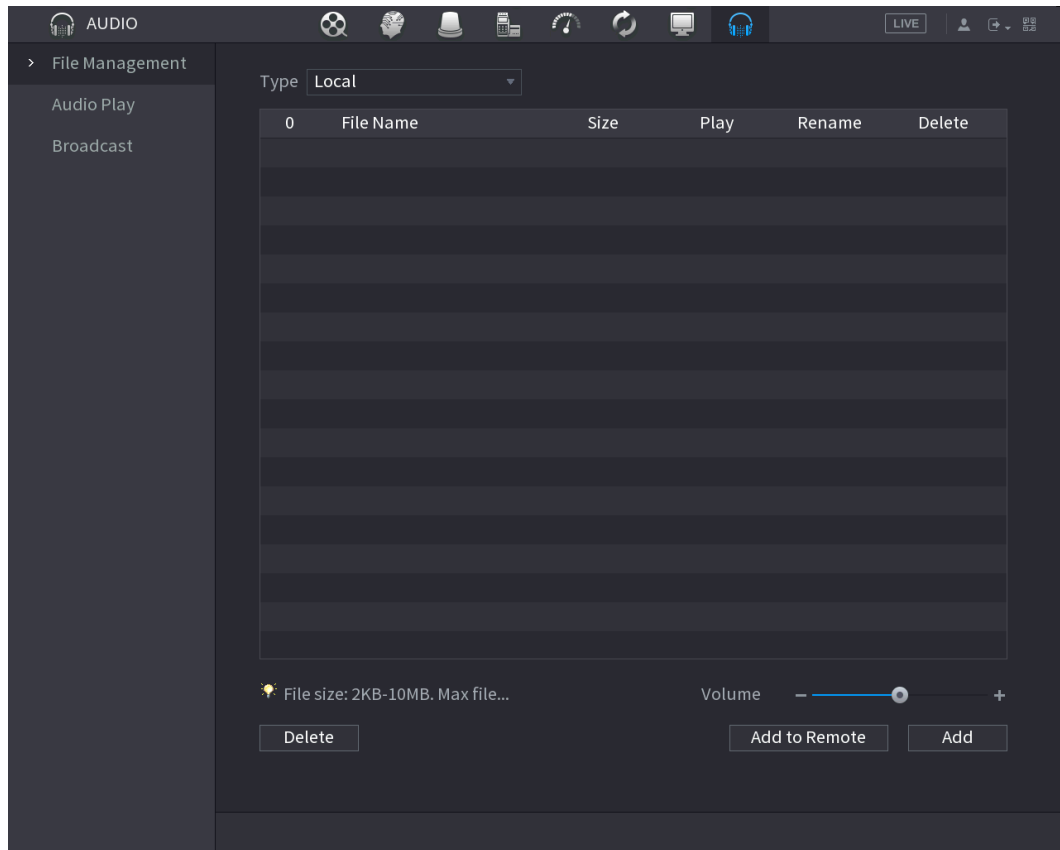 AUDIO LIVE
File Management
Audio Play
Broadcast
Type Local
0 File Name Size Play Rename Delete
File size: 2KB-10MB. Max file... Volume
Delete Add to Remote Add